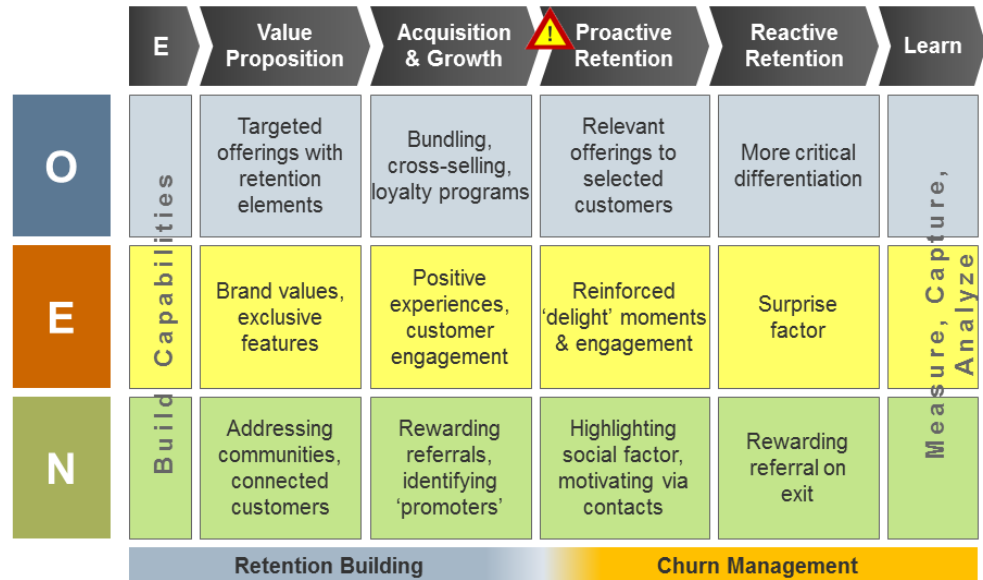 E
Value
Proposition
Acquisition
& Growth
!
Proactive
Retention
Reactive
Retention
Learn
O
Targeted
offerings with
retention
elements
Bundling,
cross-selling,
loyalty programs
Relevant
offerings to
selected
customers
More critical
differentiation
E
Brand values,
exclusive
features
Positive
experiences,
customer
engagement
Reinforced
‘delight’ moments
& engagement
Surprise
factor
N
Addressing
communities,
connected
customers
Rewarding
referrals,
identifying
‘promoters’
Highlighting
social factor,
motivating via
contacts
Rewarding
referral on
exit
Build Capabilities
Measure, Capture,
Analyze
Retention Building
Churn Management